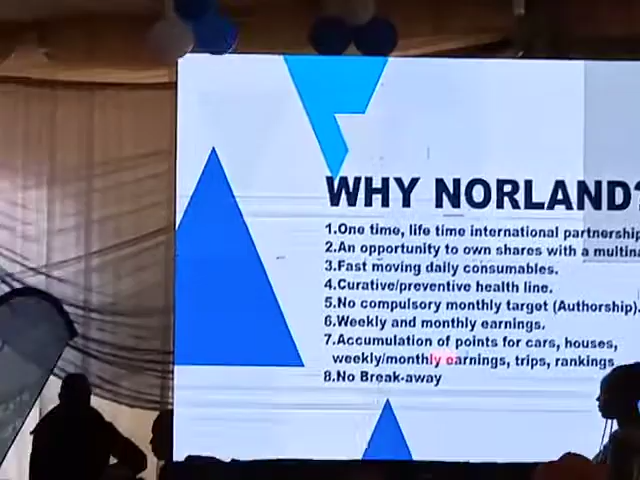 WHY NORLAND?
1.One time, life time international partnership
2.An opportunity to own shares with a
3.Fast moving daily consumables.
4.Curative/preventive health line.
5.No compulsory monthly target (Authorship).
6.Weekly and monthly earnings.
7.Accumulation of points for cars, houses,
weekly/monthly earnings, trips, rankings
8.No Break-away